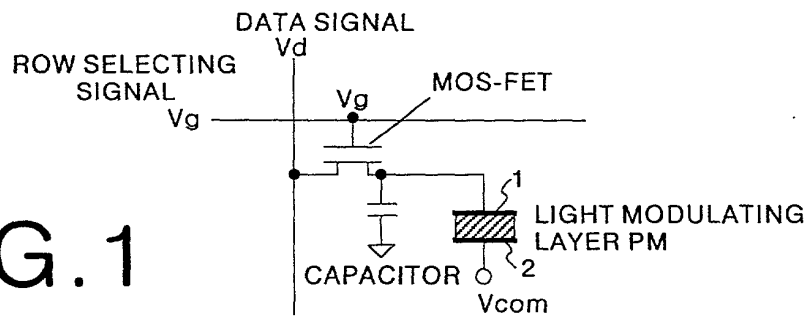 DATA SIGNAL
Vd
ROW SELECTING
SIGNAL
Vg
Vg
MOS-FET
1
LIGHT MODULATING
LAYER PM
2
CAPACITOR
Vcom
G.1